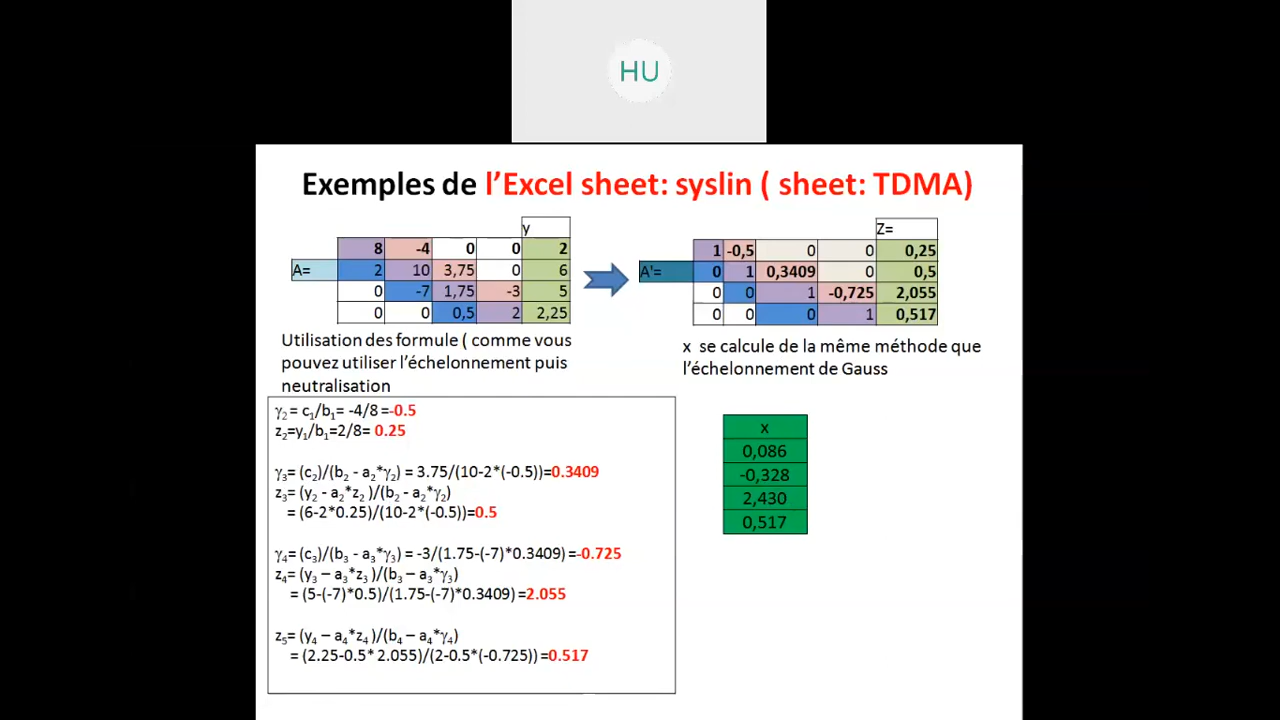 HU
Exemples de l'Excel sheet: syslin ( sheet: TDMA)
y
8 -4 0 0 2
A= 2 10 3,75 0 6
0 -7 1,75 -3 5
0 0 0,5 2 2,25
Z=
1 -0,5 0 0 0,25
A'= 0 1 0,3409 0 0,5
0 0 1 -0,725 2,055
0 0 0 1 0,517
Utilisation des formule ( comme vous
pouvez utiliser l'échelonnement puis
neutralisation
x se calcule de la même méthode que
l'échelonnement de Gauss
γ₂ = c₁/b₁= -4/8 =-0.5
z₂=y₁/b₁=2/8= 0.25
γ₃= (c₂)/(b₂ - a₂*γ₂) = 3.75/(10-2*(-0.5))=0.3409
z₃= (y₂ - a₂*z₂ )/(b₂ - a₂*γ₂)
= (6-2*0.25)/(10-2*(-0.5))=0.5
γ₄= (c₃)/(b₃ - a₃*γ₃) = -3/(1.75-(-7)*0.3409) =-0.725
z₄= (y₃ – a₃*z₃ )/(b₃ – a₃*γ₃)
= (5-(-7)*0.5)/(1.75-(-7)*0.3409) =2.055
z₅= (y₄ – a₄*z₄ )/(b₄ – a₄*γ₄)
= (2.25-0.5* 2.055)/(2-0.5*(-0.725)) =0.517
x
0,086
-0,328
2,430
0,517